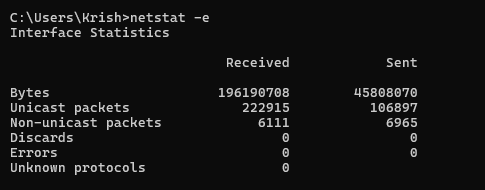 C:\Users\Krish>netstat -e
Interface Statistics
Received Sent
Bytes 196190708 45808070
Unicast packets 222915 106897
Non-unicast packets 6111 6965
Discards 0 0
Errors 0 0
Unknown protocols 0